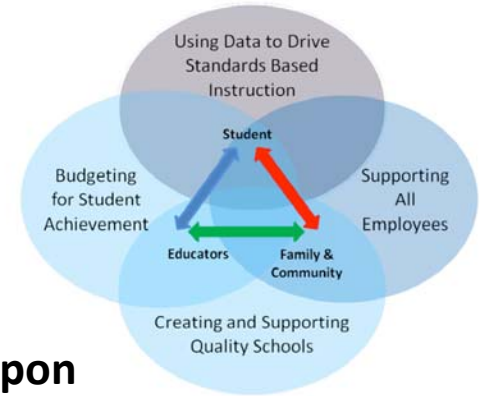 Using Data to Drive
Standards Based
Instruction
Student
Budgeting
for Student
Achievement
Supporting
All
Employees
Educators
Family &
Community
Creating and Supporting
Quality Schools
pon